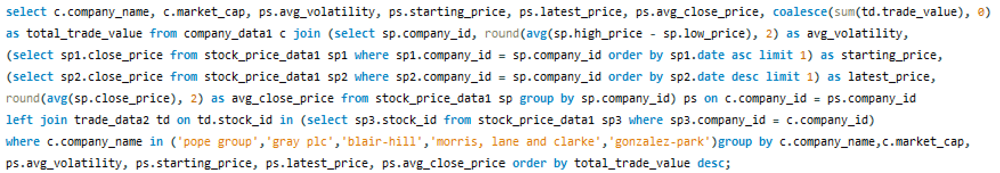 select c.company_name, c.market_cap, ps.avg_volatility, ps.starting_price, ps.latest_price, ps.avg_close_price, coalesce(sum(td.trade_value), 0)
as total_trade_value from company_data1 c join (select sp.company_id, round(avg(sp.high_price - sp.low_price), 2) as avg_volatility,
(select sp1.close_price from stock_price_data1 sp1 where sp1.company_id = sp.company_id order by sp1.date asc limit 1) as starting_price,
(select sp2.close_price from stock_price_data1 sp2 where sp2.company_id = sp.company_id order by sp2.date desc limit 1) as latest_price,
round(avg(sp.close_price), 2) as avg_close_price from stock_price_data1 sp group by sp.company_id) ps on c.company_id = ps.company_id
left join trade_data2 td on td.stock_id in (select sp3.stock_id from stock_price_data1 sp3 where sp3.company_id = c.company_id)
where c.company_name in ('pope group','gray plc','blair-hill','morris, lane and clarke','gonzalez-park')group by c.company_name,c.market_cap,
ps.avg_volatility, ps.starting_price, ps.latest_price, ps.avg_close_price order by total_trade_value desc;